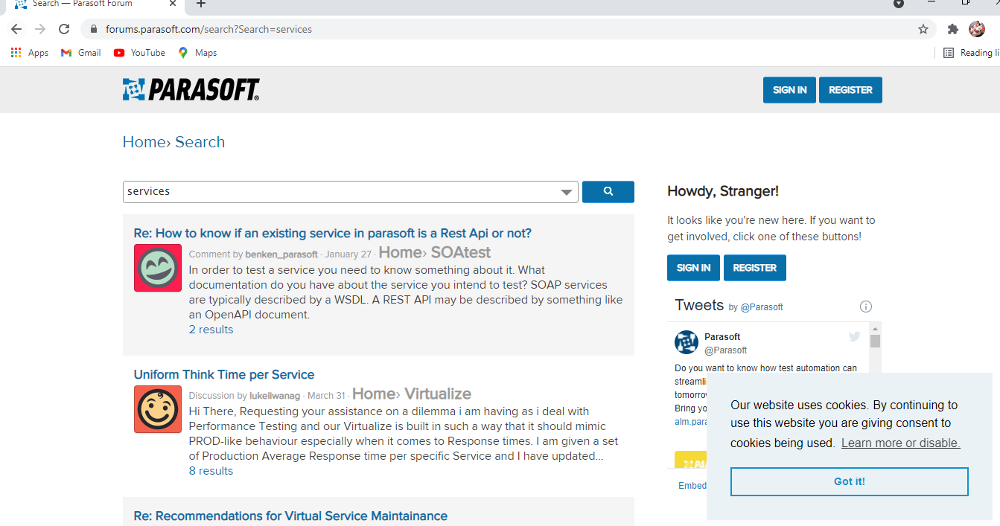 Search — Parasoft Forum
forums.parasoft.com/search?Search=services
Apps
Gmail
YouTube
Maps
Reading li
PARASOFT
SIGN IN
REGISTER
Home› Search
services
Re: How to know if an existing service in parasoft is a Rest Api or not?
Comment by benken_parasoft · January 27 · Home› SOAtest
In order to test a service you need to know something about it. What
documentation do you have about the service you intend to test? SOAP services
are typically described by a WSDL. A REST API may be described by something like
an OpenAPI document.
2 results
Uniform Think Time per Service
Discussion by lukeliwanag · March 31 · Home› Virtualize
Hi There, Requesting your assistance on a dilemma i am having as i deal with
Performance Testing and our Virtualize is built in such a way that it should mimic
PROD-like behaviour especially when it comes to Response times. I am given a set
of Production Average Response time per specific Service and I have updated...
8 results
Re: Recommendations for Virtual Service Maintainance
Howdy, Stranger!
It looks like you're new here. If you want to
get involved, click one of these buttons!
SIGN IN
REGISTER
Tweets by @Parasoft
Parasoft
@Parasoft
Do you want to know how test automation can
streamli
tomorrow
Bring yo
alm.para
PARA
Embed
Our website uses cookies. By continuing to
use this website you are giving consent to
cookies being used. Learn more or disable.
Got it!